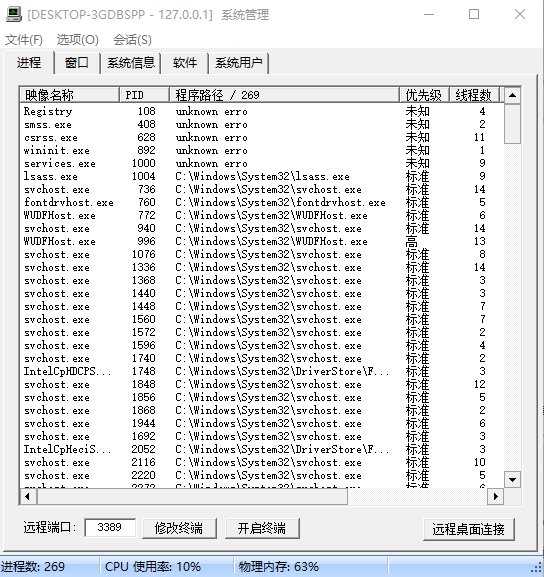 [DESKTOP-3GDBSPP - 127.0.0.1] 系统管理
文件(F) 选项(O) 会话(S)
进程 窗口 系统信息 软件 系统用户
映像名称 PID 程序路径 / 269 优先级 线程数
Registry 108 unknown erro 未知 4
smss.exe 408 unknown erro 未知 2
csrss.exe 628 unknown erro 未知 11
wininit.exe 892 unknown erro 未知 1
services.exe 1000 unknown erro 未知 9
lsass.exe 1004 C:\Windows\System32\lsass.exe 标准 9
svchost.exe 736 C:\Windows\System32\svchost.exe 标准 14
fontdrvhost.exe 760 C:\Windows\System32\fontdrvhost.exe 标准 5
WUDFHost.exe 772 C:\Windows\System32\WUDFHost.exe 标准 6
svchost.exe 940 C:\Windows\System32\svchost.exe 标准 14
WUDFHost.exe 996 C:\Windows\System32\WUDFHost.exe 高 13
svchost.exe 1076 C:\Windows\System32\svchost.exe 标准 8
svchost.exe 1336 C:\Windows\System32\svchost.exe 标准 14
svchost.exe 1368 C:\Windows\System32\svchost.exe 标准 3
svchost.exe 1440 C:\Windows\System32\svchost.exe 标准 3
svchost.exe 1448 C:\Windows\System32\svchost.exe 标准 7
svchost.exe 1560 C:\Windows\System32\svchost.exe 标准 7
svchost.exe 1572 C:\Windows\System32\svchost.exe 标准 2
svchost.exe 1596 C:\Windows\System32\svchost.exe 标准 4
svchost.exe 1740 C:\Windows\System32\svchost.exe 标准 2
IntelCpHDCPS... 1748 C:\Windows\System32\DriverStore\F... 标准 3
svchost.exe 1848 C:\Windows\System32\svchost.exe 标准 12
svchost.exe 1856 C:\Windows\System32\svchost.exe 标准 5
svchost.exe 1868 C:\Windows\System32\svchost.exe 标准 2
svchost.exe 1944 C:\Windows\System32\svchost.exe 标准 6
svchost.exe 1692 C:\Windows\System32\svchost.exe 标准 3
IntelCpHeciS... 2052 C:\Windows\System32\DriverStore\F... 标准 3
svchost.exe 2116 C:\Windows\System32\svchost.exe 标准 10
svchost.exe 2220 C:\Windows\System32\svchost.exe 标准 5
远程端口: 3389 修改终端 开启终端 远程桌面连接
进程数: 269 CPU 使用率: 10% 物理内存: 63%